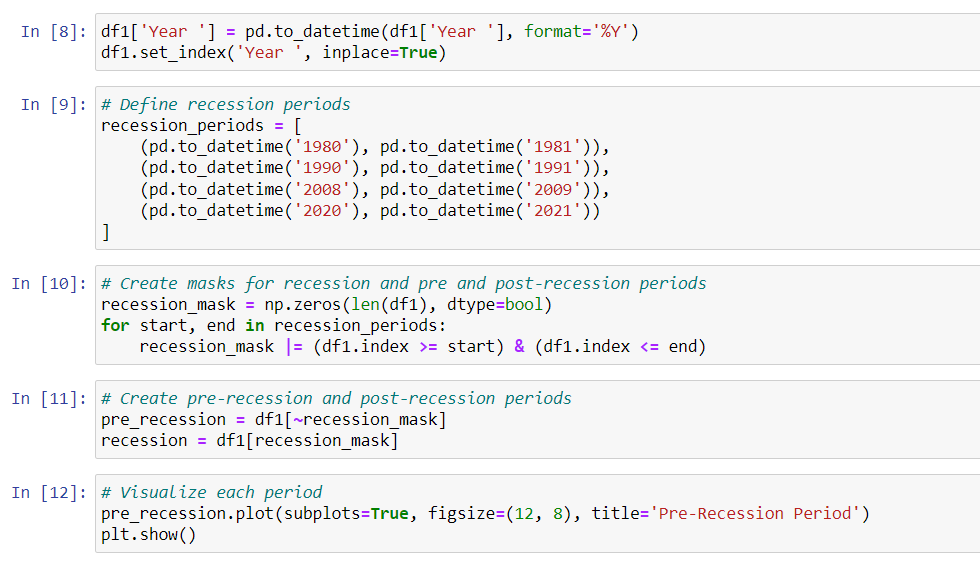 In [8]: df1['Year '] = pd.to_datetime(df1['Year '], format='%Y')
df1.set_index('Year ', inplace=True)
In [9]: # Define recession periods
recession_periods = [
    (pd.to_datetime('1980'), pd.to_datetime('1981')),
    (pd.to_datetime('1990'), pd.to_datetime('1991')),
    (pd.to_datetime('2008'), pd.to_datetime('2009')),
    (pd.to_datetime('2020'), pd.to_datetime('2021'))
]
In [10]: # Create masks for recession and pre and post-recession periods
recession_mask = np.zeros(len(df1), dtype=bool)
for start, end in recession_periods:
    recession_mask |= (df1.index >= start) & (df1.index <= end)
In [11]: # Create pre-recession and post-recession periods
pre_recession = df1[~recession_mask]
recession = df1[recession_mask]
In [12]: # Visualize each period
pre_recession.plot(subplots=True, figsize=(12, 8), title='Pre-Recession Period')
plt.show()